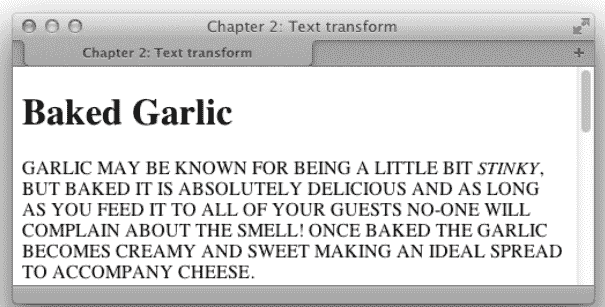 Chapter 2: Text transform
Chapter 2: Text transform
Baked Garlic
GARLIC MAY BE KNOWN FOR BEING A LITTLE BIT STINKY,
BUT BAKED IT IS ABSOLUTELY DELICIOUS AND AS LONG
AS YOU FEED IT TO ALL OF YOUR GUESTS NO-ONE WILL
COMPLAIN ABOUT THE SMELL! ONCE BAKED THE GARLIC
BECOMES CREAMY AND SWEET MAKING AN IDEAL SPREAD
TO ACCOMPANY CHEESE.